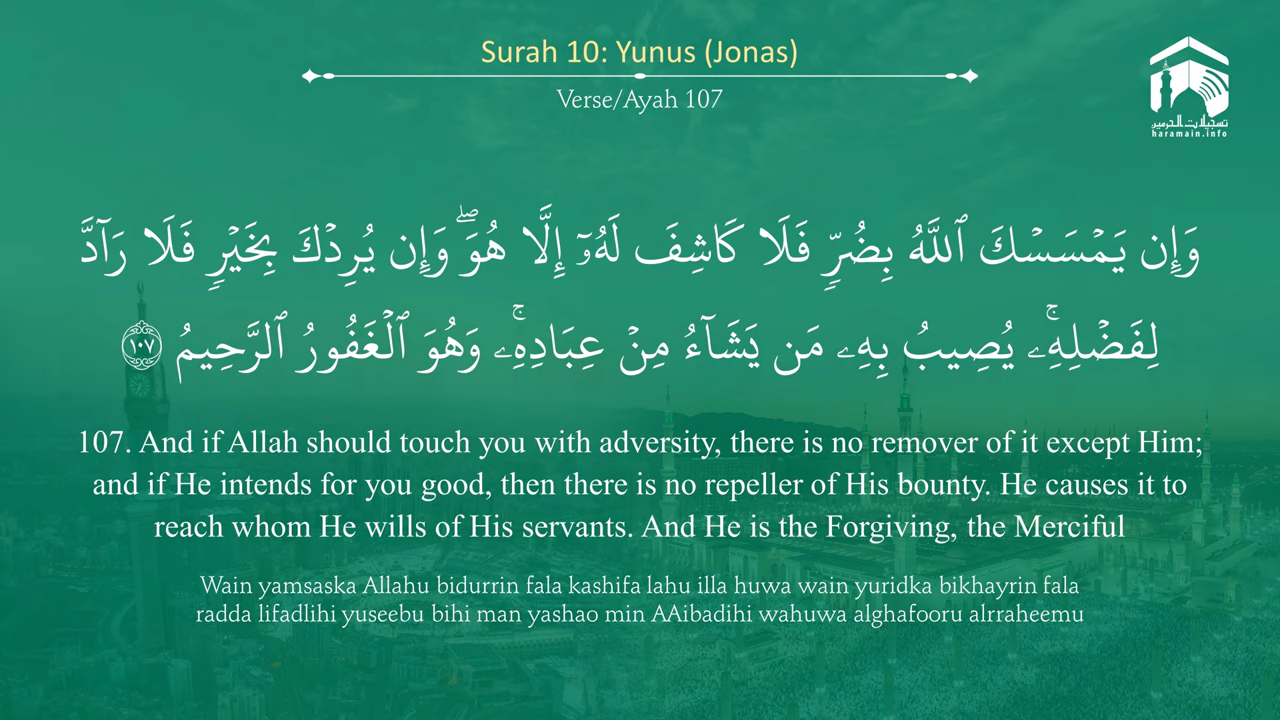 Surah 10: Yunus (Jonas)
Verse/Ayah 107
تسجيلات الحرمين
haramain.info
وَإِن يَمْسَسْكَ ٱللَّهُ بِضُرٍّ فَلَا كَاشِفَ لَهُۥٓ إِلَّا هُوَ ۖ وَإِن يُرِدْكَ بِخَيْرٍ فَلَا رَآدَّ
لِفَضْلِهِۦ ۚ يُصِيبُ بِهِۦ مَن يَشَآءُ مِنْ عِبَادِهِۦ ۚ وَهُوَ ٱلْغَفُورُ ٱلرَّحِيمُ ١٠٧
107. And if Allah should touch you with adversity, there is no remover of it except Him;
and if He intends for you good, then there is no repeller of His bounty. He causes it to
reach whom He wills of His servants. And He is the Forgiving, the Merciful
Wain yamsaska Allahu bidurrin fala kashifa lahu illa huwa wain yuridka bikhayrin fala
radda lifadlihi yuseebu bihi man yashao min AAibadihi wahuwa alghafooru alrraheemu